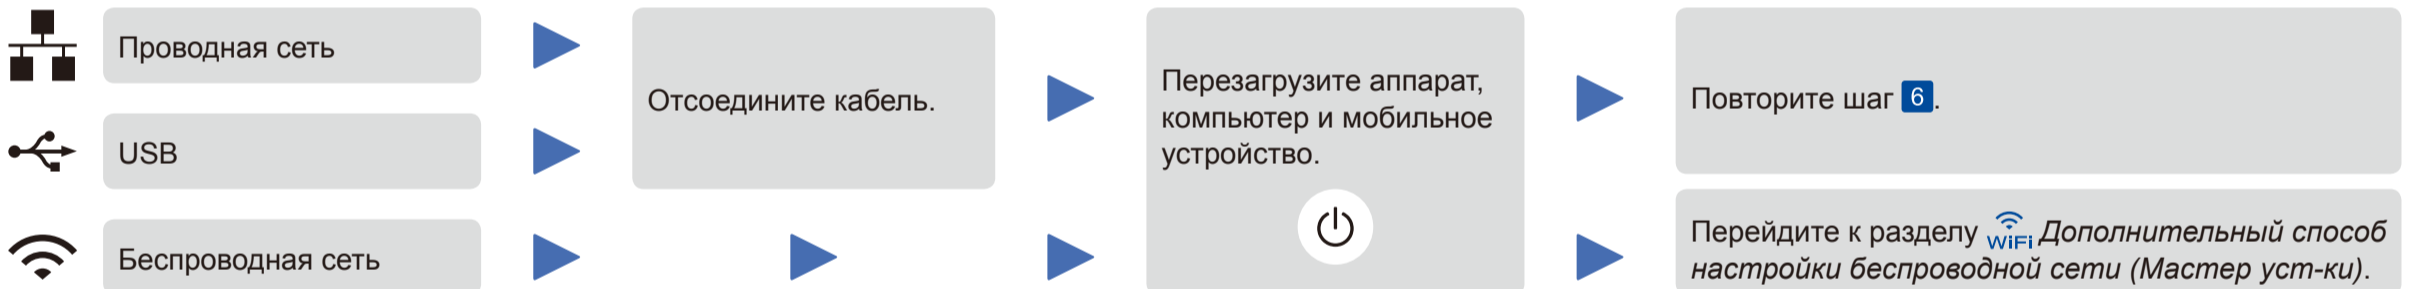 Проводная сеть
USB
Беспроводная сеть
Отсоедините кабель.
Перезагрузите аппарат,
компьютер и мобильное
устройство.
Повторите шаг 6.
Перейдите к разделу WiFi Дополнительный способ
настройки беспроводной сети (Мастер уст-ки).